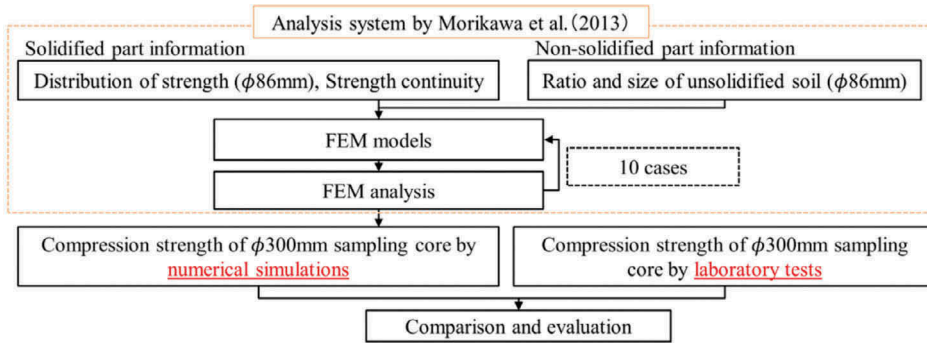 Analysis system by Morikawa et al.(2013)
Solidified part information
Non-solidified part information
Distribution of strength (ϕ86mm), Strength continuity
Ratio and size of unsolidified soil (ϕ86mm)
FEM models
10 cases
FEM analysis
Compression strength of ϕ300mm sampling core by
numerical simulations
Compression strength of ϕ300mm sampling
core by laboratory tests
Comparison and evaluation